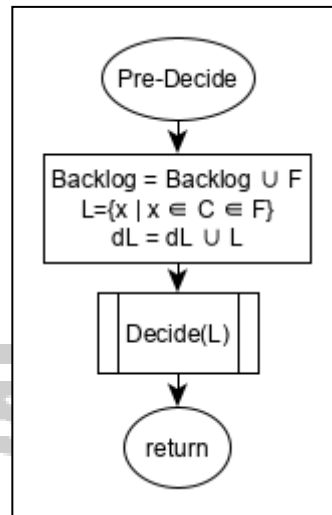 Pre-Decide
Backlog = Backlog ∪ F
L={x | x ∈ C ∈ F}
dL = dL ∪ L
Decide(L)
return